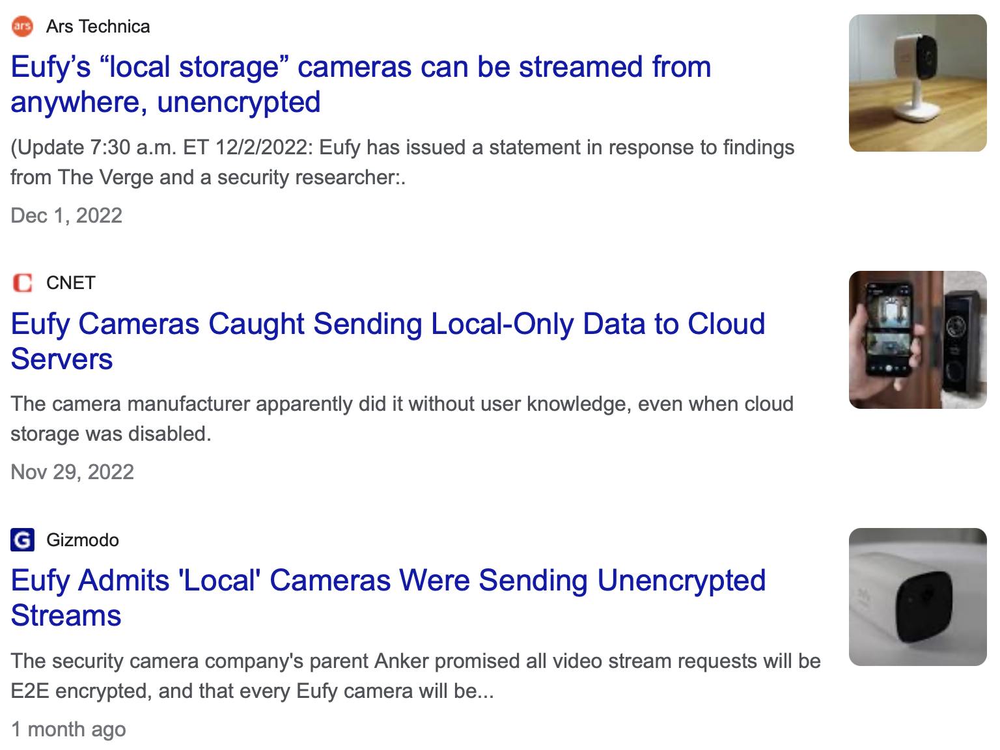 ars Ars Technica
Eufy’s “local storage” cameras can be streamed from
anywhere, unencrypted
(Update 7:30 a.m. ET 12/2/2022: Eufy has issued a statement in response to findings
from The Verge and a security researcher:.
Dec 1, 2022
C CNET
Eufy Cameras Caught Sending Local-Only Data to Cloud
Servers
The camera manufacturer apparently did it without user knowledge, even when cloud
storage was disabled.
Nov 29, 2022
G Gizmodo
Eufy Admits 'Local' Cameras Were Sending Unencrypted
Streams
The security camera company's parent Anker promised all video stream requests will be
E2E encrypted, and that every Eufy camera will be...
1 month ago